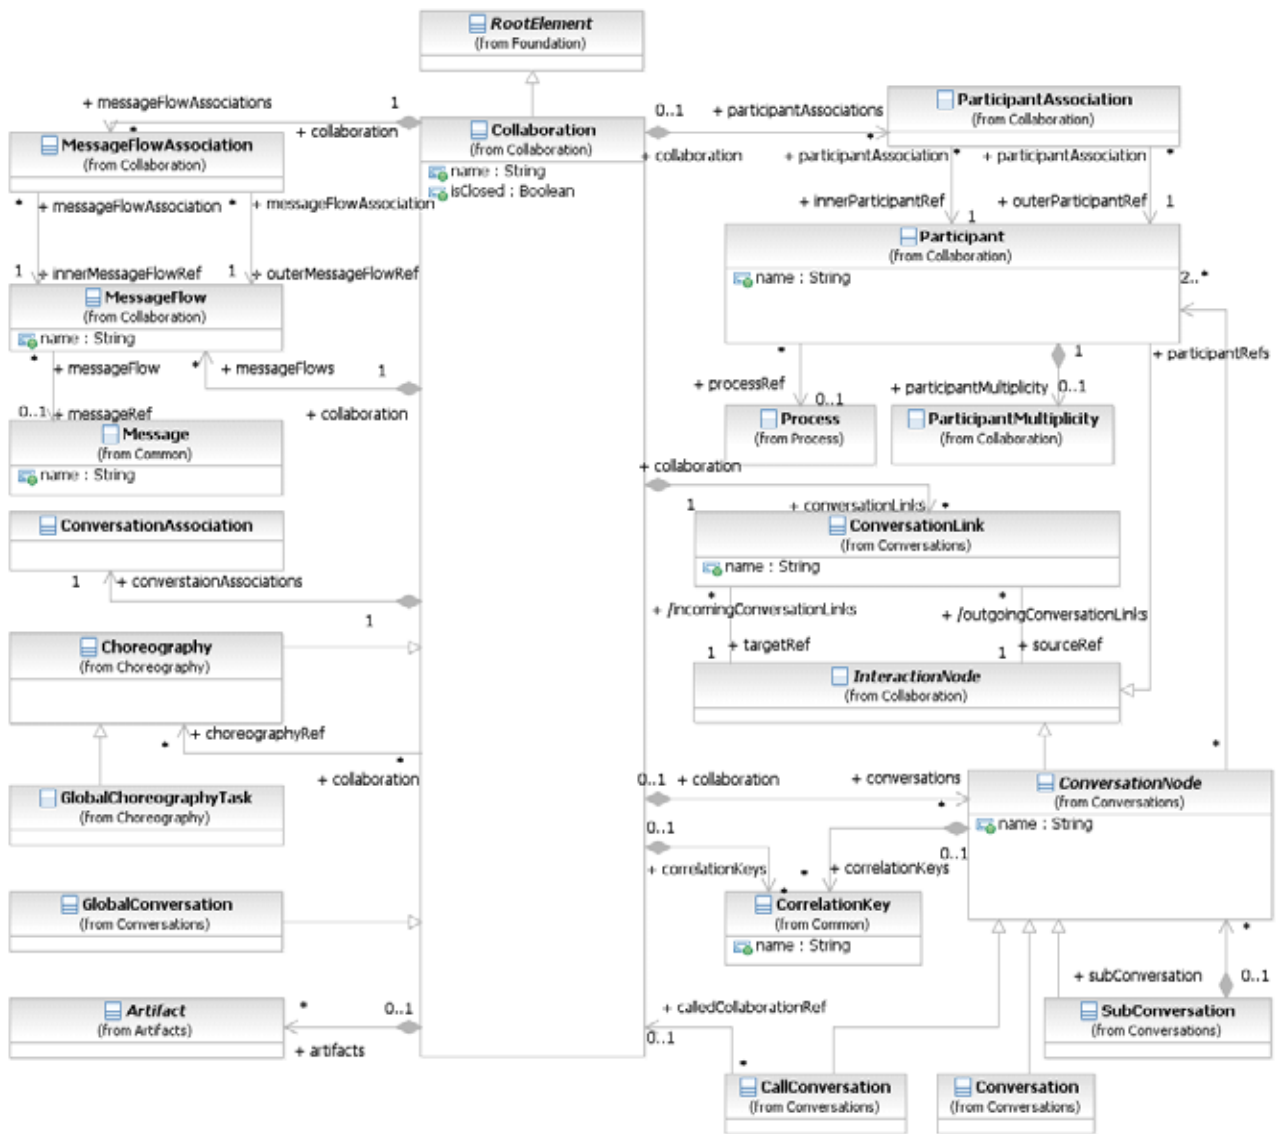 RootElement
(from Foundation)
+ messageFlowAssociations
1
*
+ collaboration
MessageFlowAssociation
(from Collaboration)
*
+ messageFlowAssociation
*
+ messageFlowAssociation
1
+ innerMessageFlowRef
1
+ outerMessageFlowRef
MessageFlow
(from Collaboration)
name : String
*
+ messageFlow
*
+ messageFlows
1
+ collaboration
0..1
+ messageRef
Message
(from Common)
name : String
ConversationAssociation
1
+ converstaionAssociations
1
Choreography
(from Choreography)
+ choreographyRef
*
*
+ collaboration
GlobalChoreographyTask
(from Choreography)
GlobalConversation
(from Conversations)
Artifact
(from Artifacts)
*
0..1
+ artifacts
Collaboration
(from Collaboration)
name : String
isClosed : Boolean
0..1
+ participantAssociations
*
+ collaboration
ParticipantAssociation
(from Collaboration)
+ participantAssociation
*
+ participantAssociation
*
+ innerParticipantRef
1
+ outerParticipantRef
1
Participant
(from Collaboration)
name : String
2..*
+ participantRefs
*
+ processRef
0..1
1
+ participantMultiplicity
0..1
Process
(from Process)
ParticipantMultiplicity
(from Collaboration)
+ collaboration
1
+ conversationLinks
*
ConversationLink
(from Conversations)
name : String
*
+ /incomingConversationLinks
*
+ /outgoingConversationLinks
1
+ targetRef
1
+ sourceRef
InteractionNode
(from Collaboration)
*
0..1
+ collaboration
+ conversations
*
ConversationNode
(from Conversations)
name : String
0..1
+ correlationKeys
*
0..1
+ correlationKeys
*
CorrelationKey
(from Common)
name : String
*
+ subConversation
0..1
SubConversation
(from Conversations)
+ caledCollaborationRef
0..1
*
CallConversation
(from Conversations)
Conversation
(from Conversations)